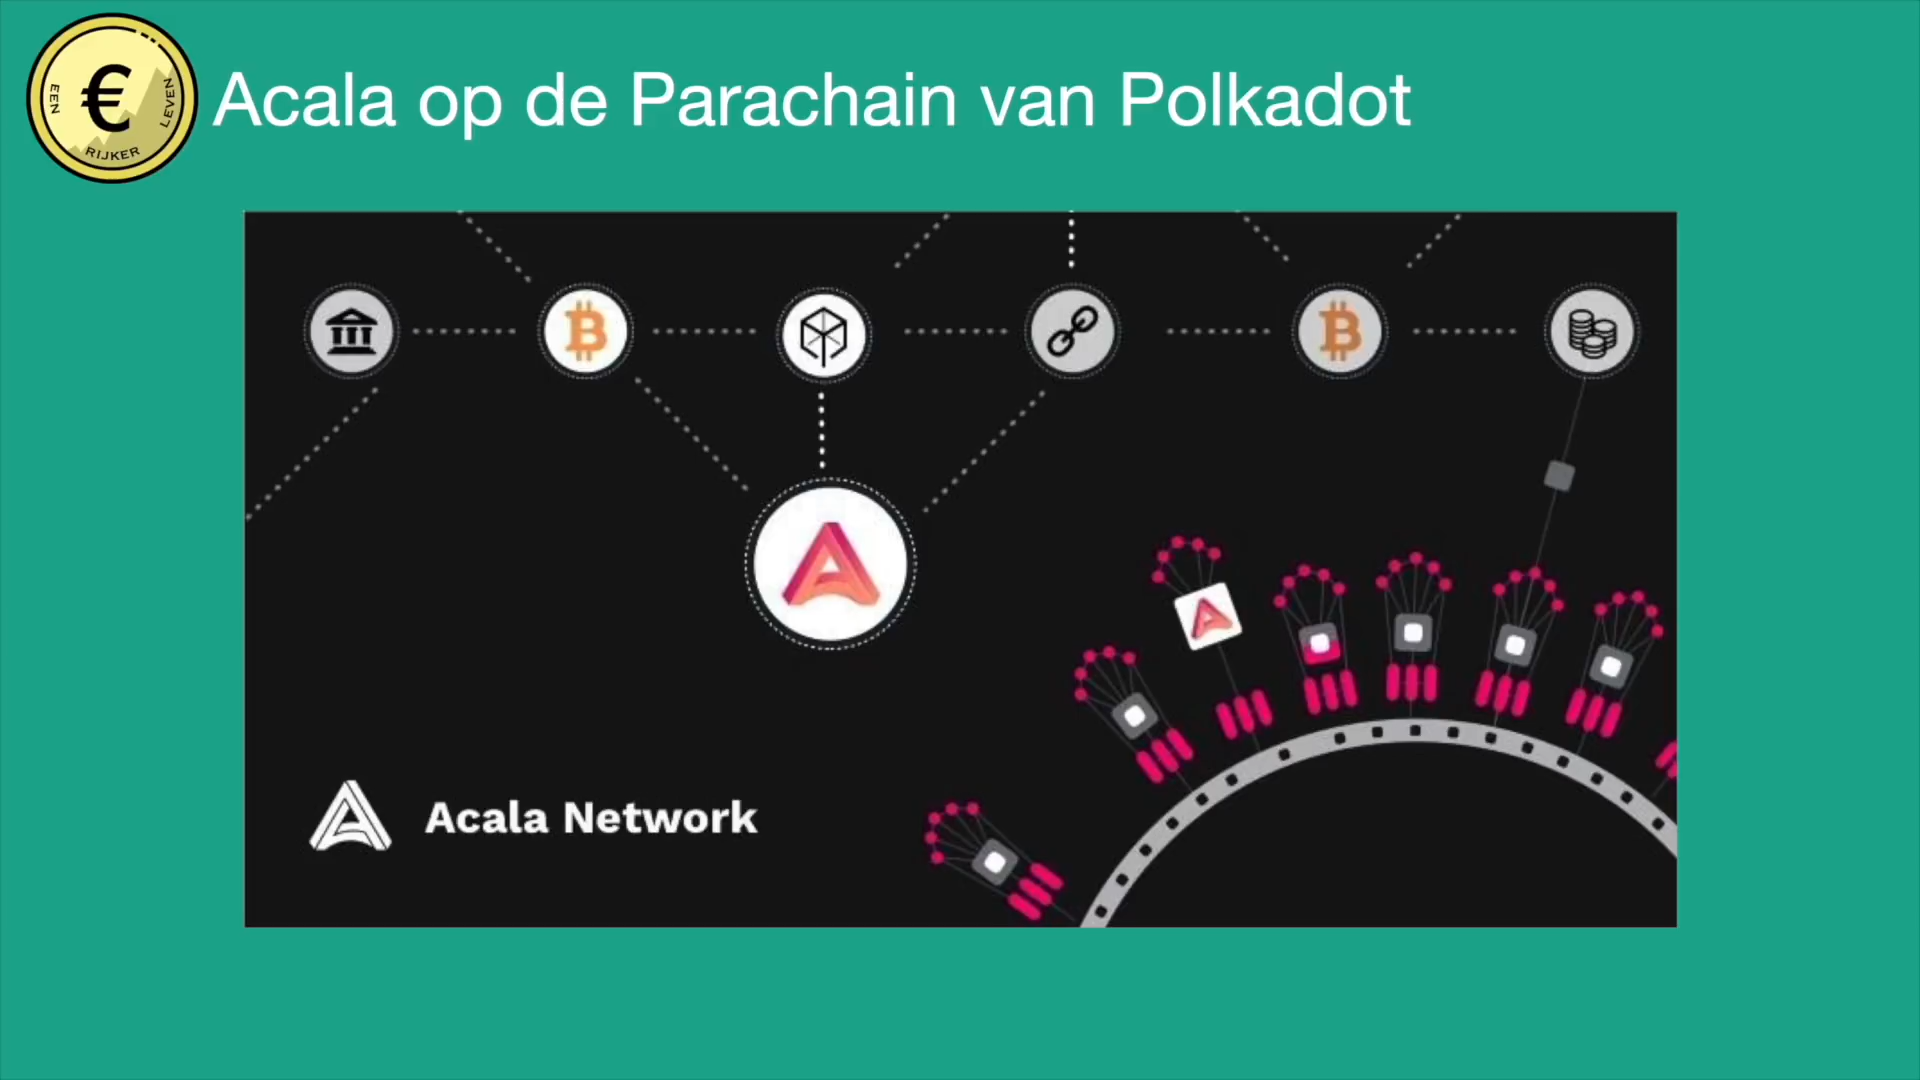 €
EEN
RIJKER
LEVEN
Acala op de Parachain van Polkadot
Acala Network